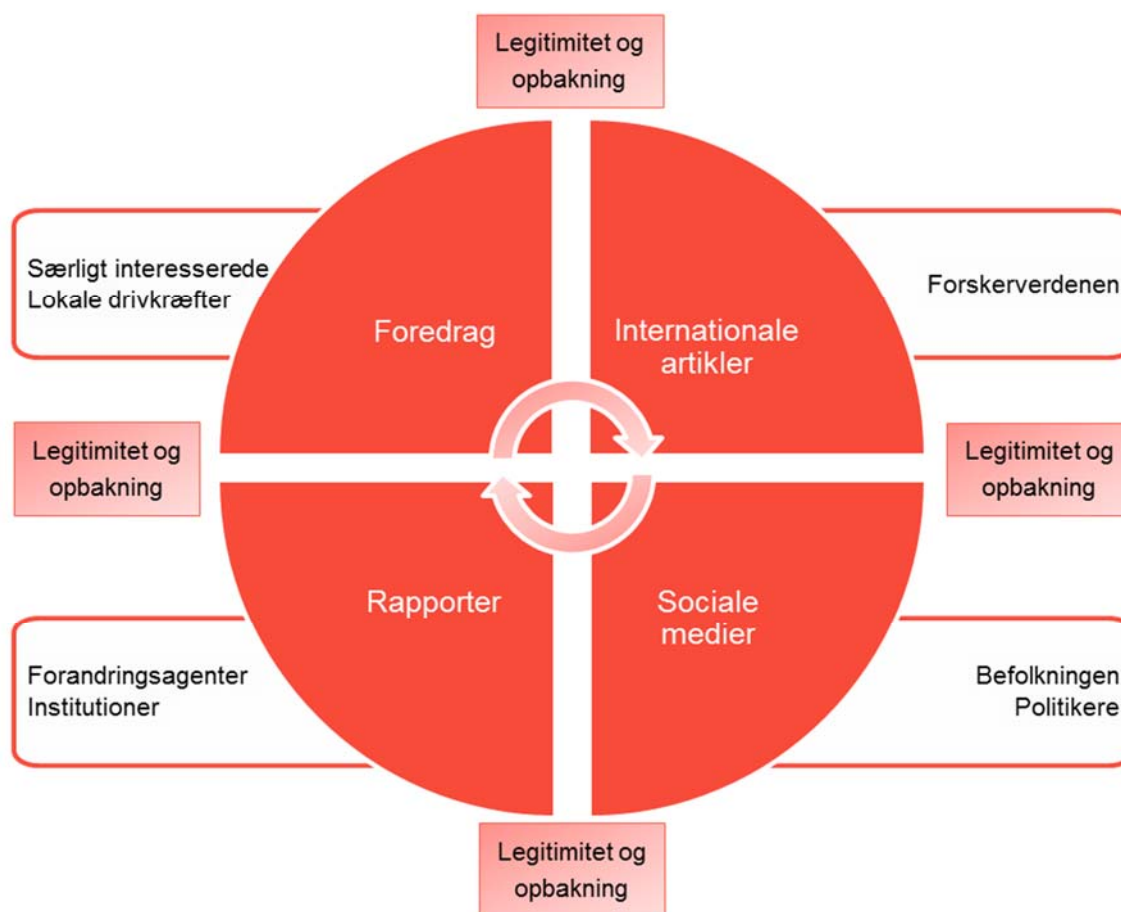 Legitimitet og
opbakning
Særligt interesserede
Lokale drivkræfter
Foredrag
Internationale
artikler
Forskerverdenen
Legitimitet og
opbakning
Legitimitet og
opbakning
Forandringsagenter
Institutioner
Rapporter
Sociale
medier
Befolkningen
Politikere
Legitimitet og
opbakning